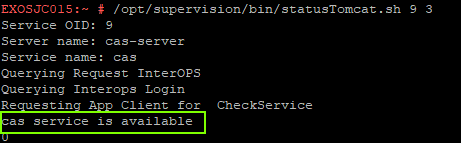 EXOSJC015:~ # /opt/supervision/bin/statusTomcat.sh 9 3
Service OID: 9
Server name: cas-server
Service name: cas
Querying Request InterOPS
Querying Interops Login
Requesting App Client for  CheckService
cas service is available
0